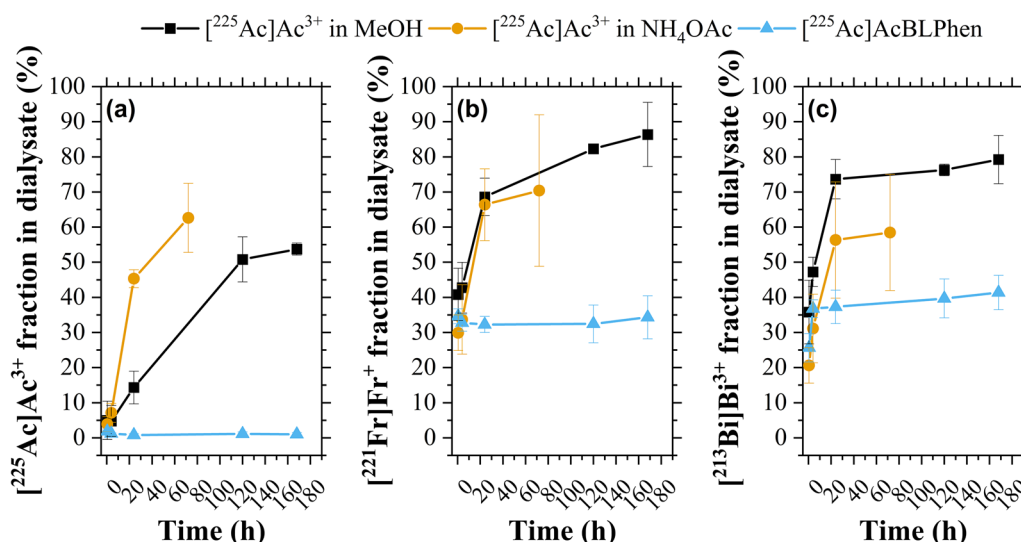 [²²⁵Ac]Ac³⁺ in MeOH [²²⁵Ac]Ac³⁺ in NH₄OAc [²²⁵Ac]AcBLPhen
(a)
[²²⁵Ac]Ac³⁺ fraction in dialysate (%)
100
90
80
70
60
50
40
30
20
10
0
0 20 40 60 80 100 120 140 160 180
Time (h)
(b)
[²²¹Fr]Fr⁺ fraction in dialysate (%)
100
90
80
70
60
50
40
30
20
10
0
0 20 40 60 80 100 120 140 160 180
Time (h)
(c)
[²¹³Bi]Bi³⁺ fraction in dialysate (%)
100
90
80
70
60
50
40
30
20
10
0
0 20 40 60 80 100 120 140 160 180
Time (h)